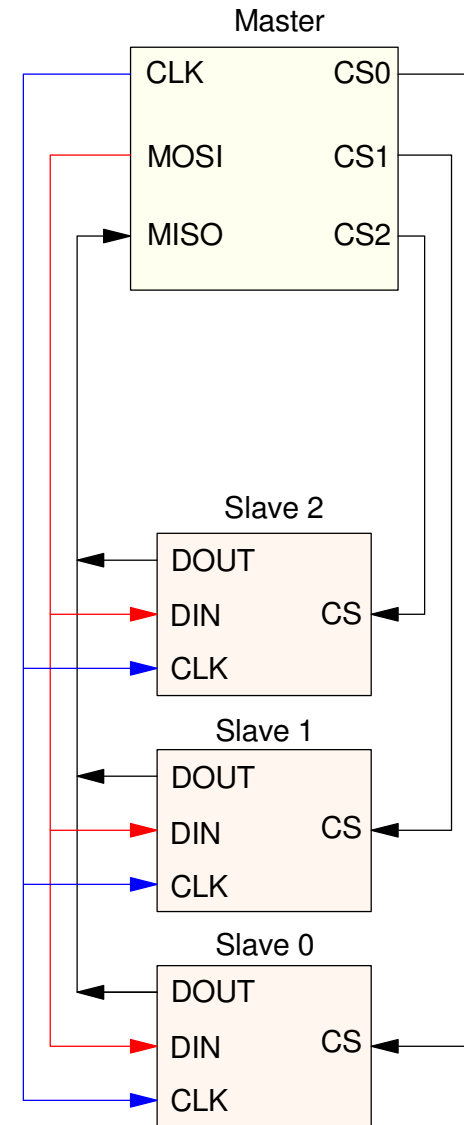 Master
CLK CS0
MOSI CS1
MISO CS2
Slave 2
DOUT
DIN CS
CLK
Slave 1
DOUT
DIN CS
CLK
Slave 0
DOUT
DIN CS
CLK